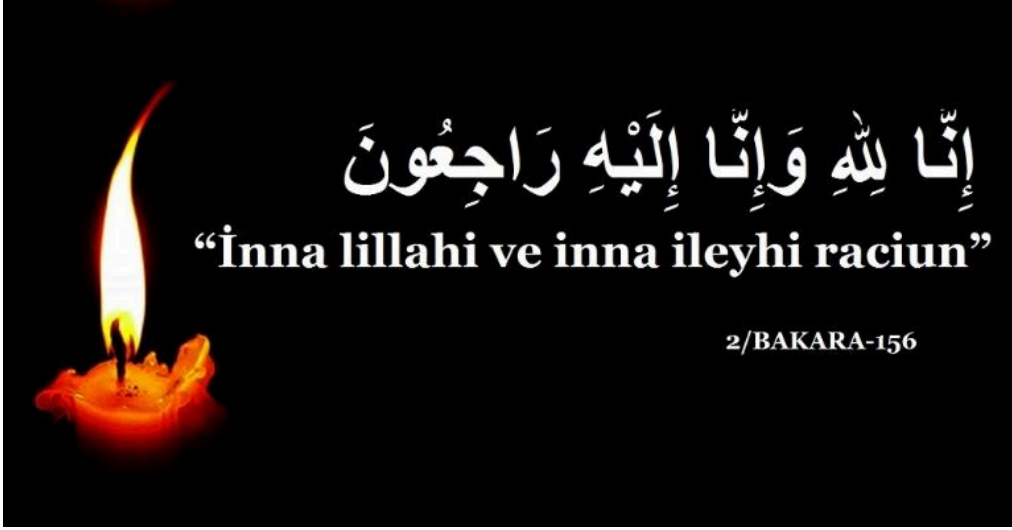 إِنَّا لِلّٰهِ وَإِنَّا إِلَيْهِ رَاجِعُونَ
“İnna lillahi ve inna ileyhi raciun”
2/BAKARA-156